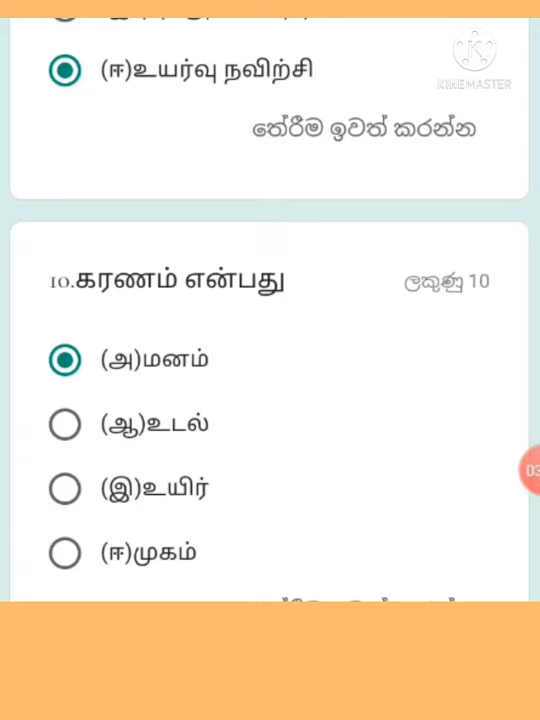 (ஈ)உயர்வு நவிற்சி
KINEMASTER
තේරීම ඉවත් කරන්න
10.கரணம் என்பது
ලකුණු 10
(அ)மனம்
(ஆ)உடல்
(இ)உயிர்
(ஈ)முகம்